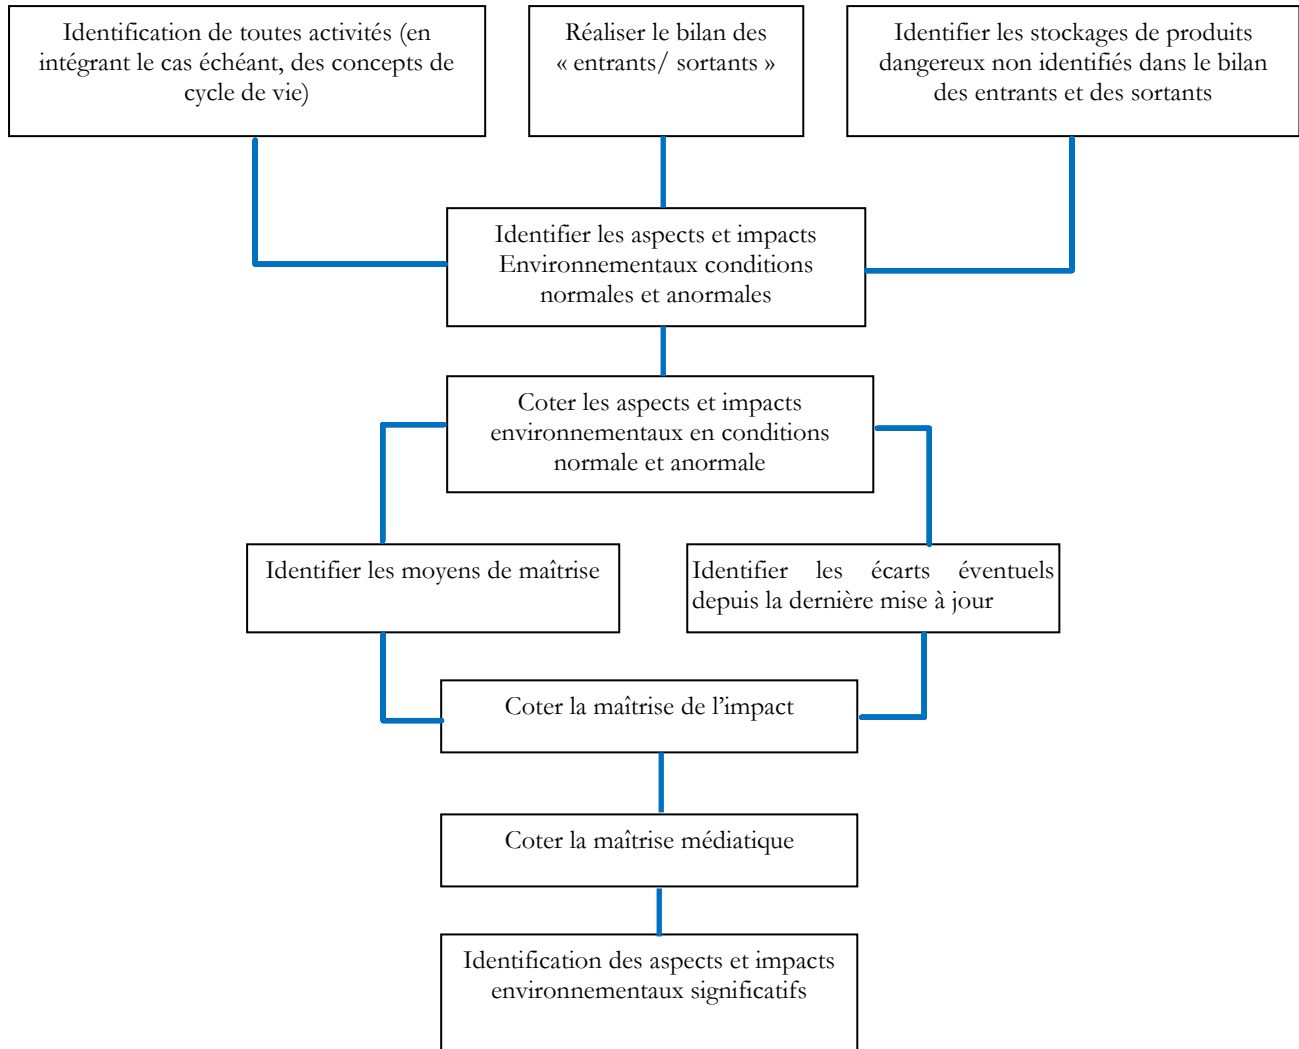 Identification de toutes activités (en
intégrant le cas échéant, des concepts de
cycle de vie)
Réaliser le bilan des
« entrants/ sortants »
Identifier les stockages de produits
dangereux non identifiés dans le bilan
des entrants et des sortants
Identifier les aspects et impacts
Environnementaux conditions
normales et anormales
Coter les aspects et impacts
environnementaux en conditions
normale et anormale
Identifier les moyens de maîtrise
Identifier les écarts éventuels
depuis la dernière mise à jour
Coter la maîtrise de l’impact
Coter la maîtrise médiatique
Identification des aspects et impacts
environnementaux significatifs